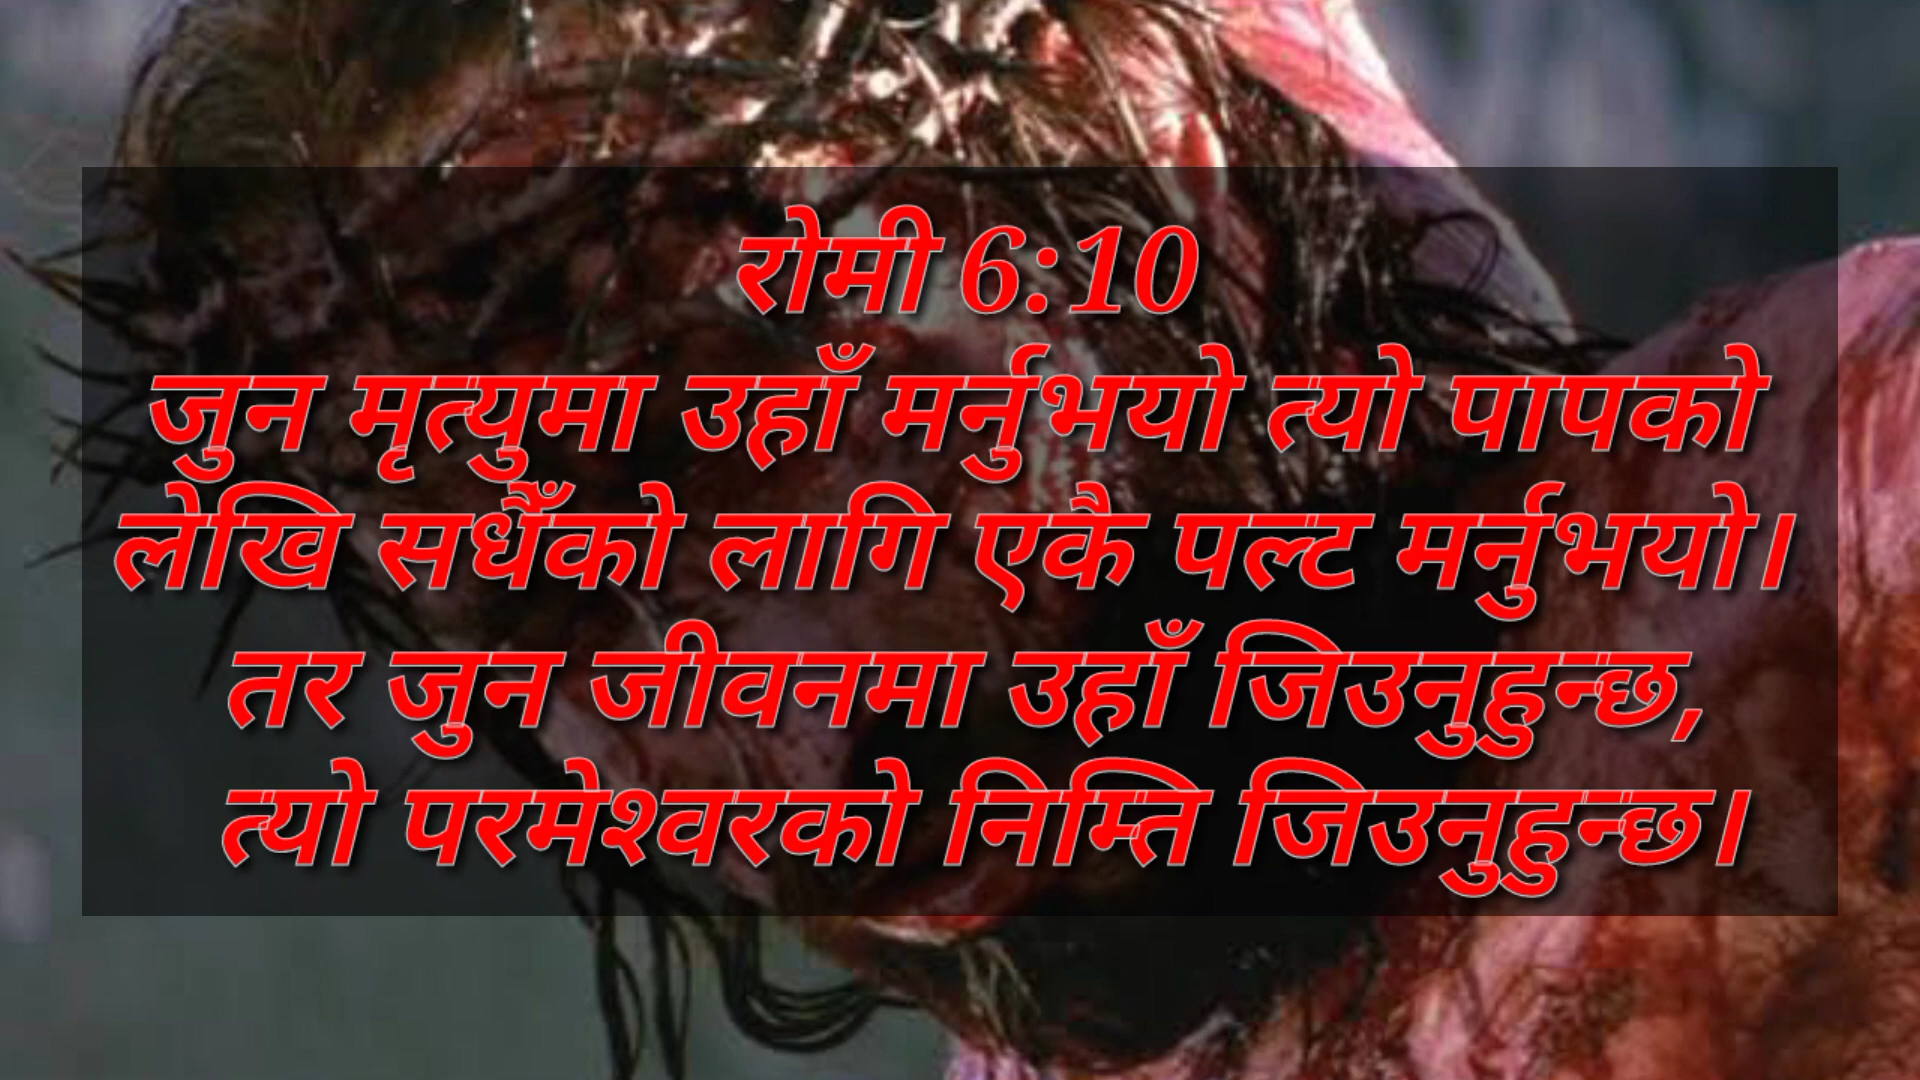 रोमी 6:10
जुन मृत्युमा उहाँ मर्नुभयो त्यो पापको
लेखि सधैँको लागि एकै पल्ट मर्नुभयो।
तर जुन जीवनमा उहाँ जिउनुहुन्छ,
त्यो परमेश्वरको निम्ति जिउनुहुन्छ।